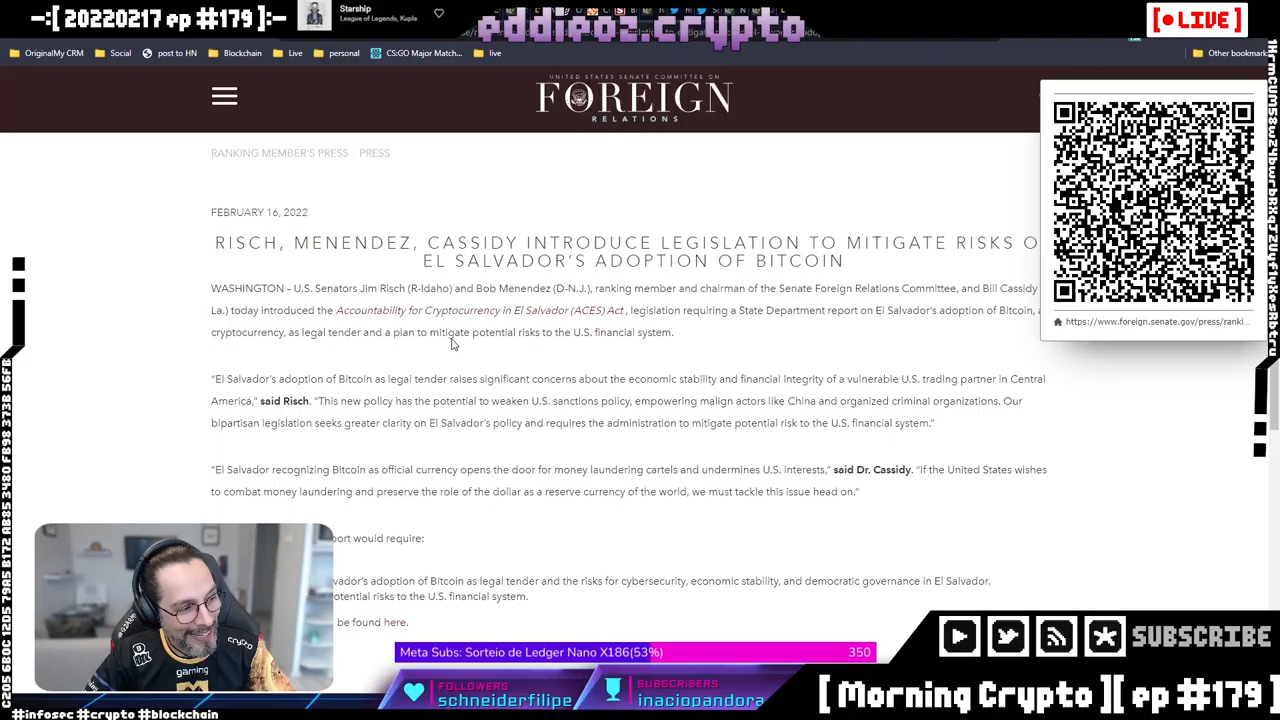 -:[ 20220217 ep #179 ]:-
Starship
League of Legends, Kupla
eddieoz.crypto
[ LIVE ]
OriginalMy CRM
Social
post to HN
Blockchain
Live
personal
CS:GO Major Match...
live
Other bookmark
UNITED STATES SENATE COMMITTEE ON
FOREIGN
RELATIONS
RANKING MEMBER'S PRESS / PRESS
https://www.foreign.senate.gov/press/ranki...
FEBRUARY 16, 2022
RISCH, MENENDEZ, CASSIDY INTRODUCE LEGISLATION TO MITIGATE RISKS O
EL SALVADOR'S ADOPTION OF BITCOIN
WASHINGTON – U.S. Senators Jim Risch (R-Idaho) and Bob Menendez (D-N.J.), ranking member and chairman of the Senate Foreign Relations Committee, and Bill Cassidy
La.) today introduced the Accountability for Cryptocurrency in El Salvador (ACES) Act , legislation requiring a State Department report on El Salvador's adoption of Bitcoin,
cryptocurrency, as legal tender and a plan to mitigate potential risks to the U.S. financial system.
"El Salvador's adoption of Bitcoin as legal tender raises significant concerns about the economic stability and financial integrity of a vulnerable U.S. trading partner in Central
America," said Risch. "This new policy has the potential to weaken U.S. sanctions policy, empowering malign actors like China and organized criminal organizations. Our
bipartisan legislation seeks greater clarity on El Salvador's policy and requires the administration to mitigate potential risk to the U.S. financial system."
"El Salvador recognizing Bitcoin as official currency opens the door for money laundering cartels and undermines U.S. interests," said Dr. Cassidy. "If the United States wishes
to combat money laundering and preserve the role of the dollar as a reserve currency of the world, we must tackle this issue head on."
port would require:
vador's adoption of Bitcoin as legal tender and the risks for cybersecurity, economic stability, and democratic governance in El Salvador.
otential risks to the U.S. financial system.
be found here.
crypto
gaming
Meta Subs: Sorteio de Ledger Nano X186(53%)
350
FOLLOWERS
schneiderfilipe
SUBSCRIBERS
inaciopandora
SUBSCRIBE
[ Morning Crypto ][ ep #179 ]
#infosec #crypto #blockchain